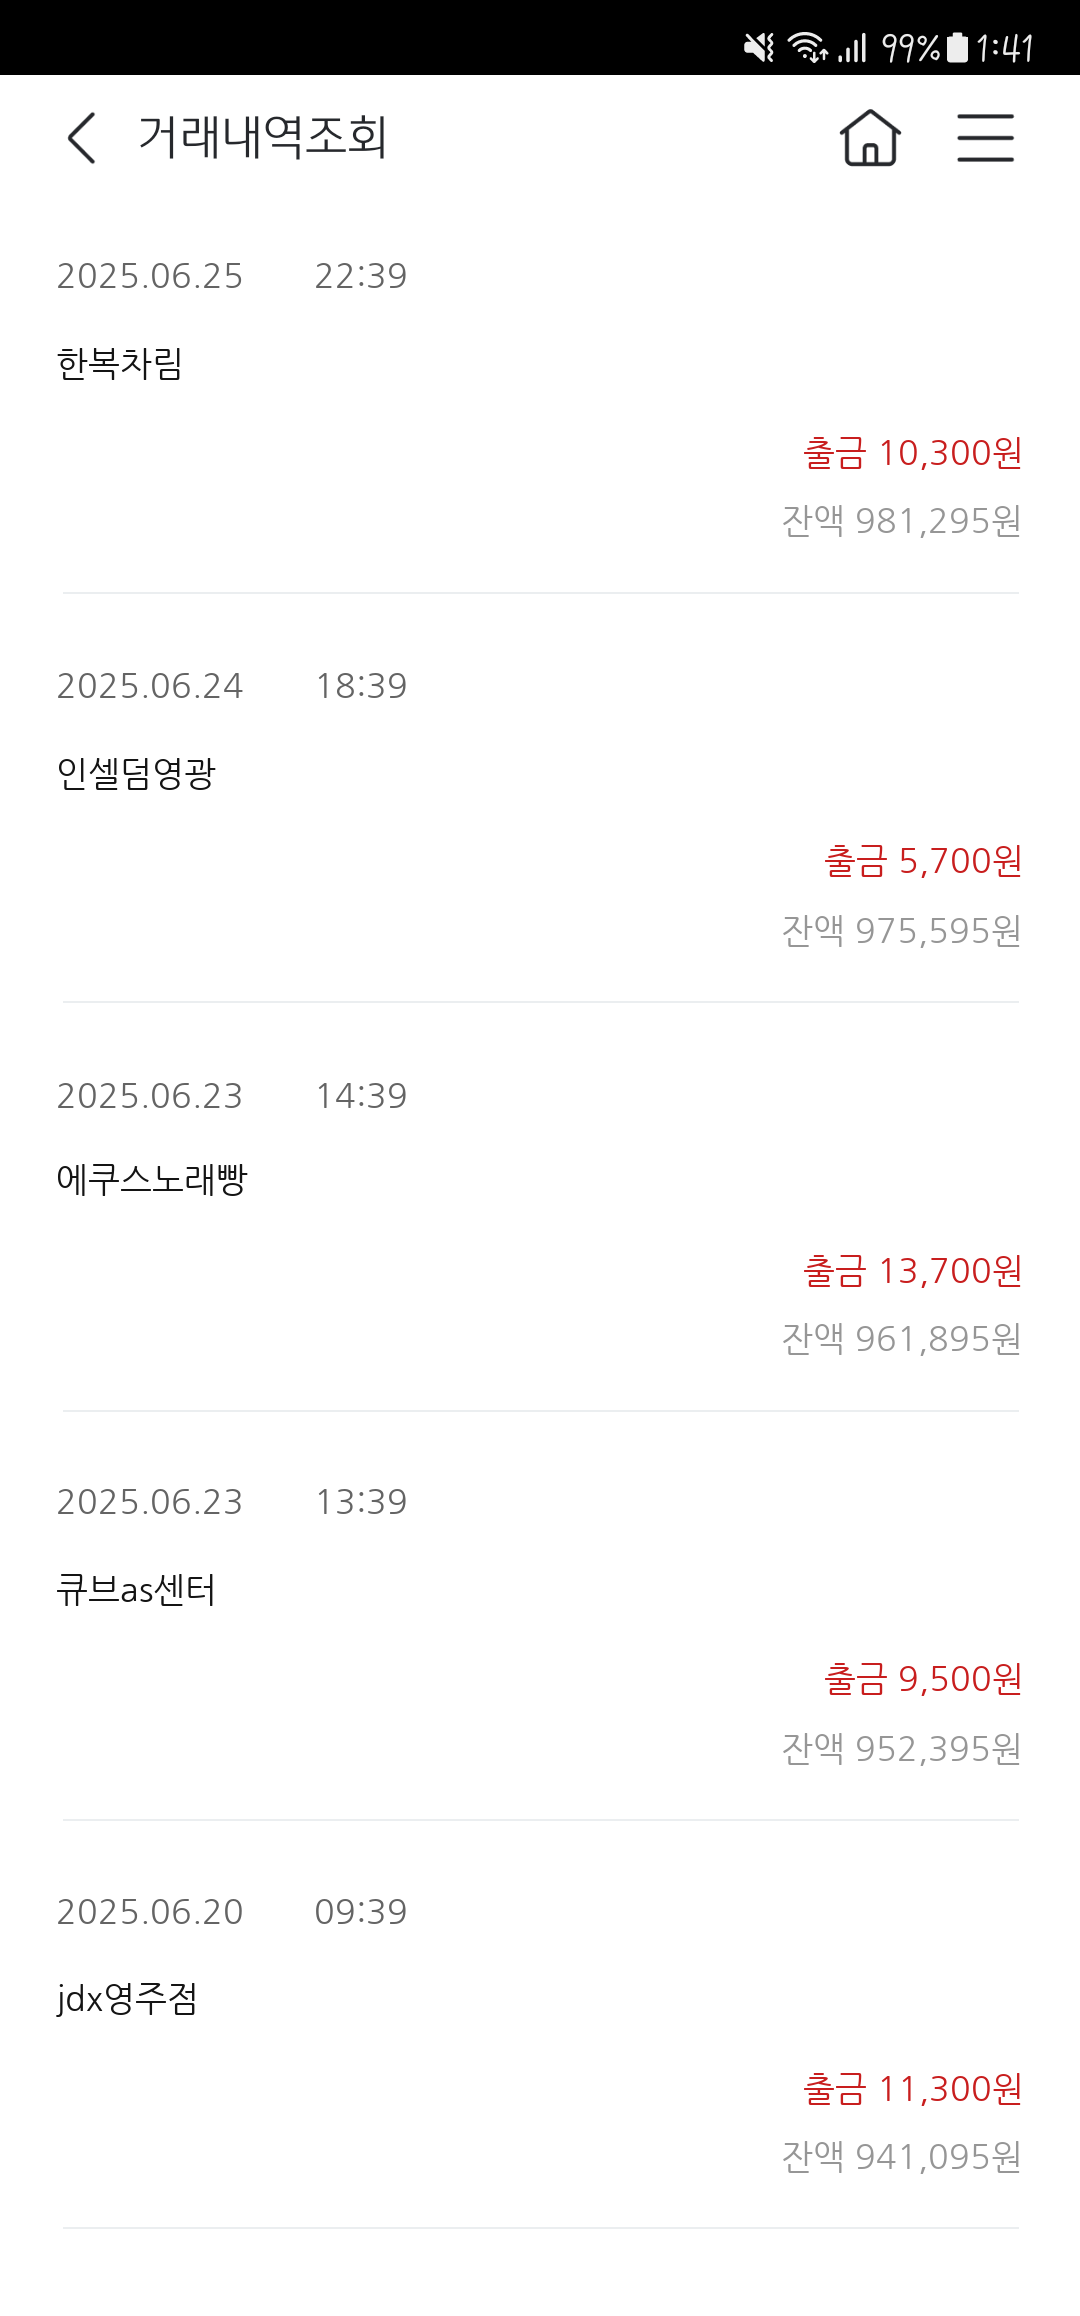 99% 1:41
거래내역조회
2025.06.25 22:39
한복차림
출금 10,300원
잔액 981,295원
2025.06.24 18:39
인셀덤영광
출금 5,700원
잔액 975,595원
2025.06.23 14:39
에쿠스노래빵
출금 13,700원
잔액 961,895원
2025.06.23 13:39
큐브as센터
출금 9,500원
잔액 952,395원
2025.06.20 09:39
jdx영주점
출금 11,300원
잔액 941,095원